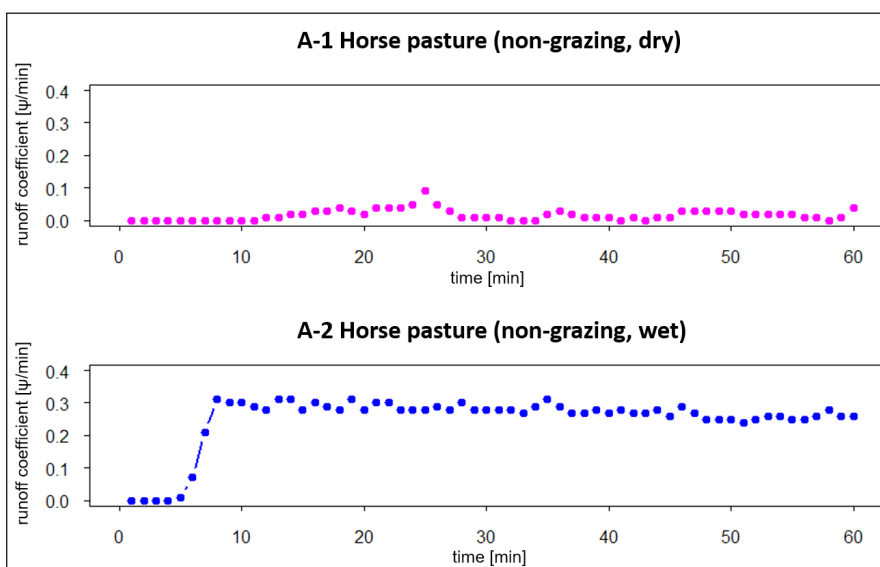 A-1 Horse pasture (non-grazing, dry)
runoff coefficient [ψ/min]
0.4
0.3
0.2
0.1
0.0
0 10 20 30 40 50 60
time [min]
A-2 Horse pasture (non-grazing, wet)
runoff coefficient [ψ/min]
0.4
0.3
0.2
0.1
0.0
0 10 20 30 40 50 60
time [min]